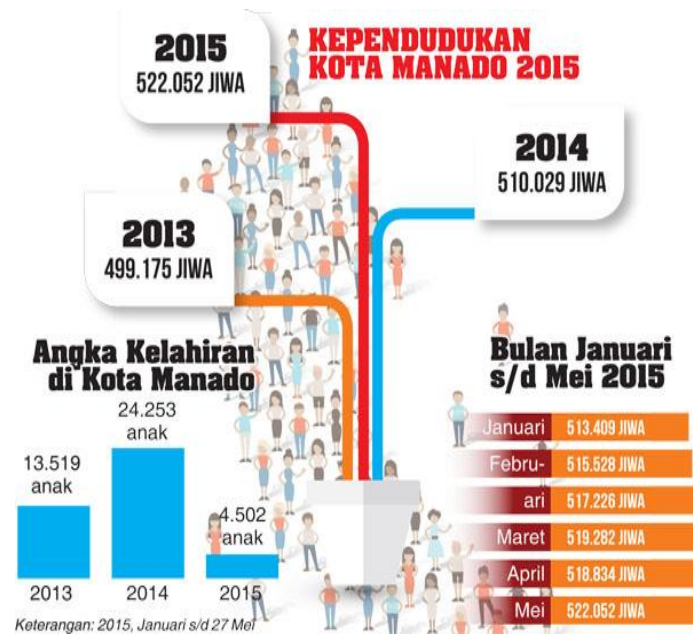 KEPENDUDUKAN
KOTA MANADO 2015
2015
522.052 JIWA
2014
510.029 JIWA
2013
499.175 JIWA
Angka Kelahiran
di Kota Manado
13.519
anak
24.253
anak
4.502
anak
2013
2014
2015
Keterangan: 2015, Januari s/d 27 Mei
Bulan Januari
s/d Mei 2015
Januari 513.409 JIWA
Febru- 515.528 JIWA
ari 517.226 JIWA
Maret 519.282 JIWA
April 518.834 JIWA
Mei 522.052 JIWA